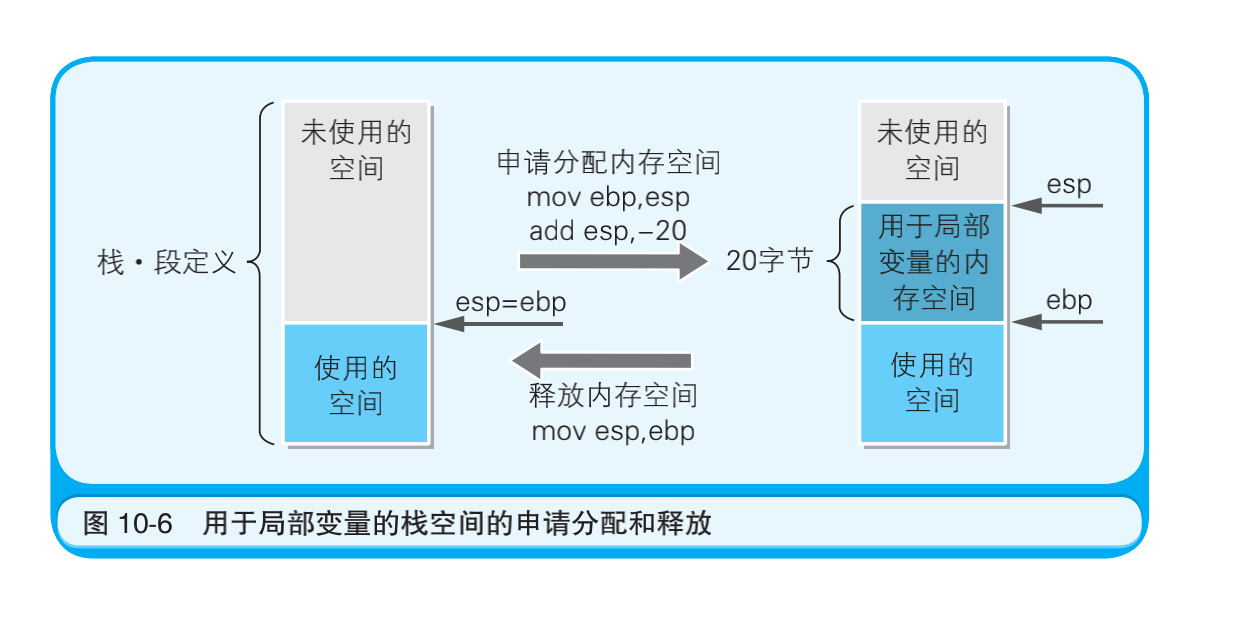 栈·段定义
未使用的
空间
esp=ebp
使用的
空间
申请分配内存空间
mov ebp,esp
add esp,−20
释放内存空间
mov esp,ebp
20字节
未使用的
空间
用于局部
变量的内
存空间
使用的
空间
esp
ebp
图 10-6 用于局部变量的栈空间的申请分配和释放